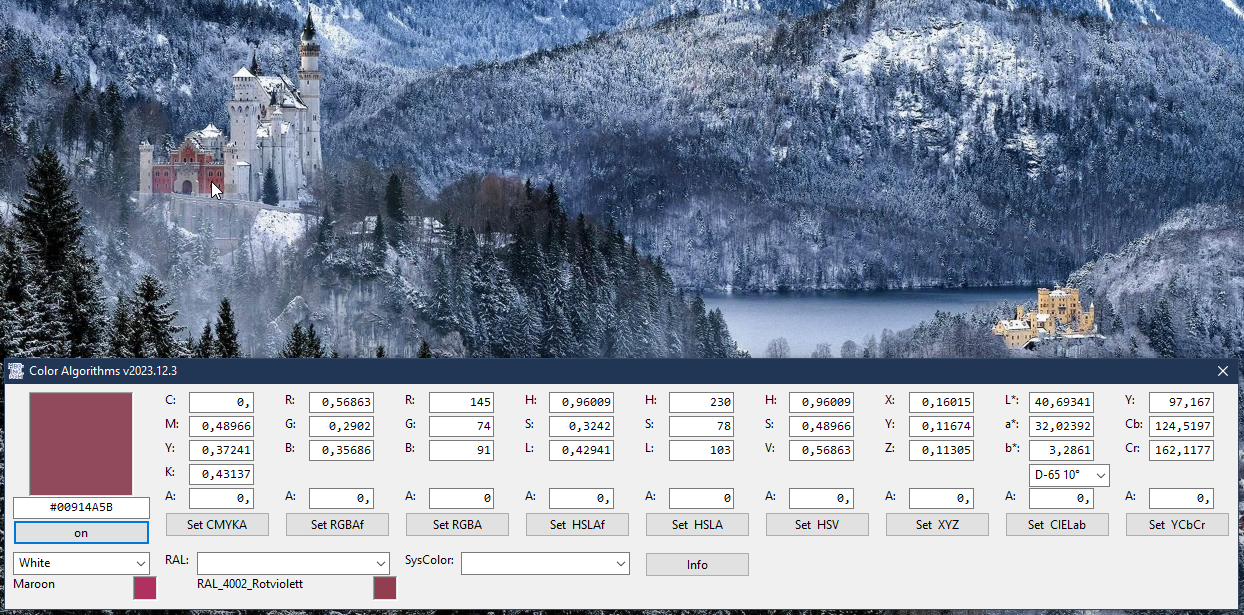 Color Algorithms v2023.12.3
C: 0, R: 0,56863 R: 145 H: 0,96009 H: 230 H: 0,96009 X: 0,16015 L*: 40,69341 Y: 97,167
M: 0,48966 G: 0,2902 G: 74 S: 0,3242 S: 78 S: 0,48966 Y: 0,11674 a*: 32,02392 Cb: 124,5197
Y: 0,37241 B: 0,35686 B: 91 L: 0,42941 L: 103 V: 0,56863 Z: 0,11305 b*: 3,2861 Cr: 162,1177
K: 0,43137 D-65 10°
A: 0, A: 0, A: 0 A: 0, A: 0 A: 0, A: 0, A: 0, A: 0,
#00914A5B
on Set CMYKA Set RGBAf Set RGBA Set HSLAf Set HSLA Set HSV Set XYZ Set CIELab Set YCbCr
White RAL: SysColor: Info
Maroon RAL_4002_Rotviolett